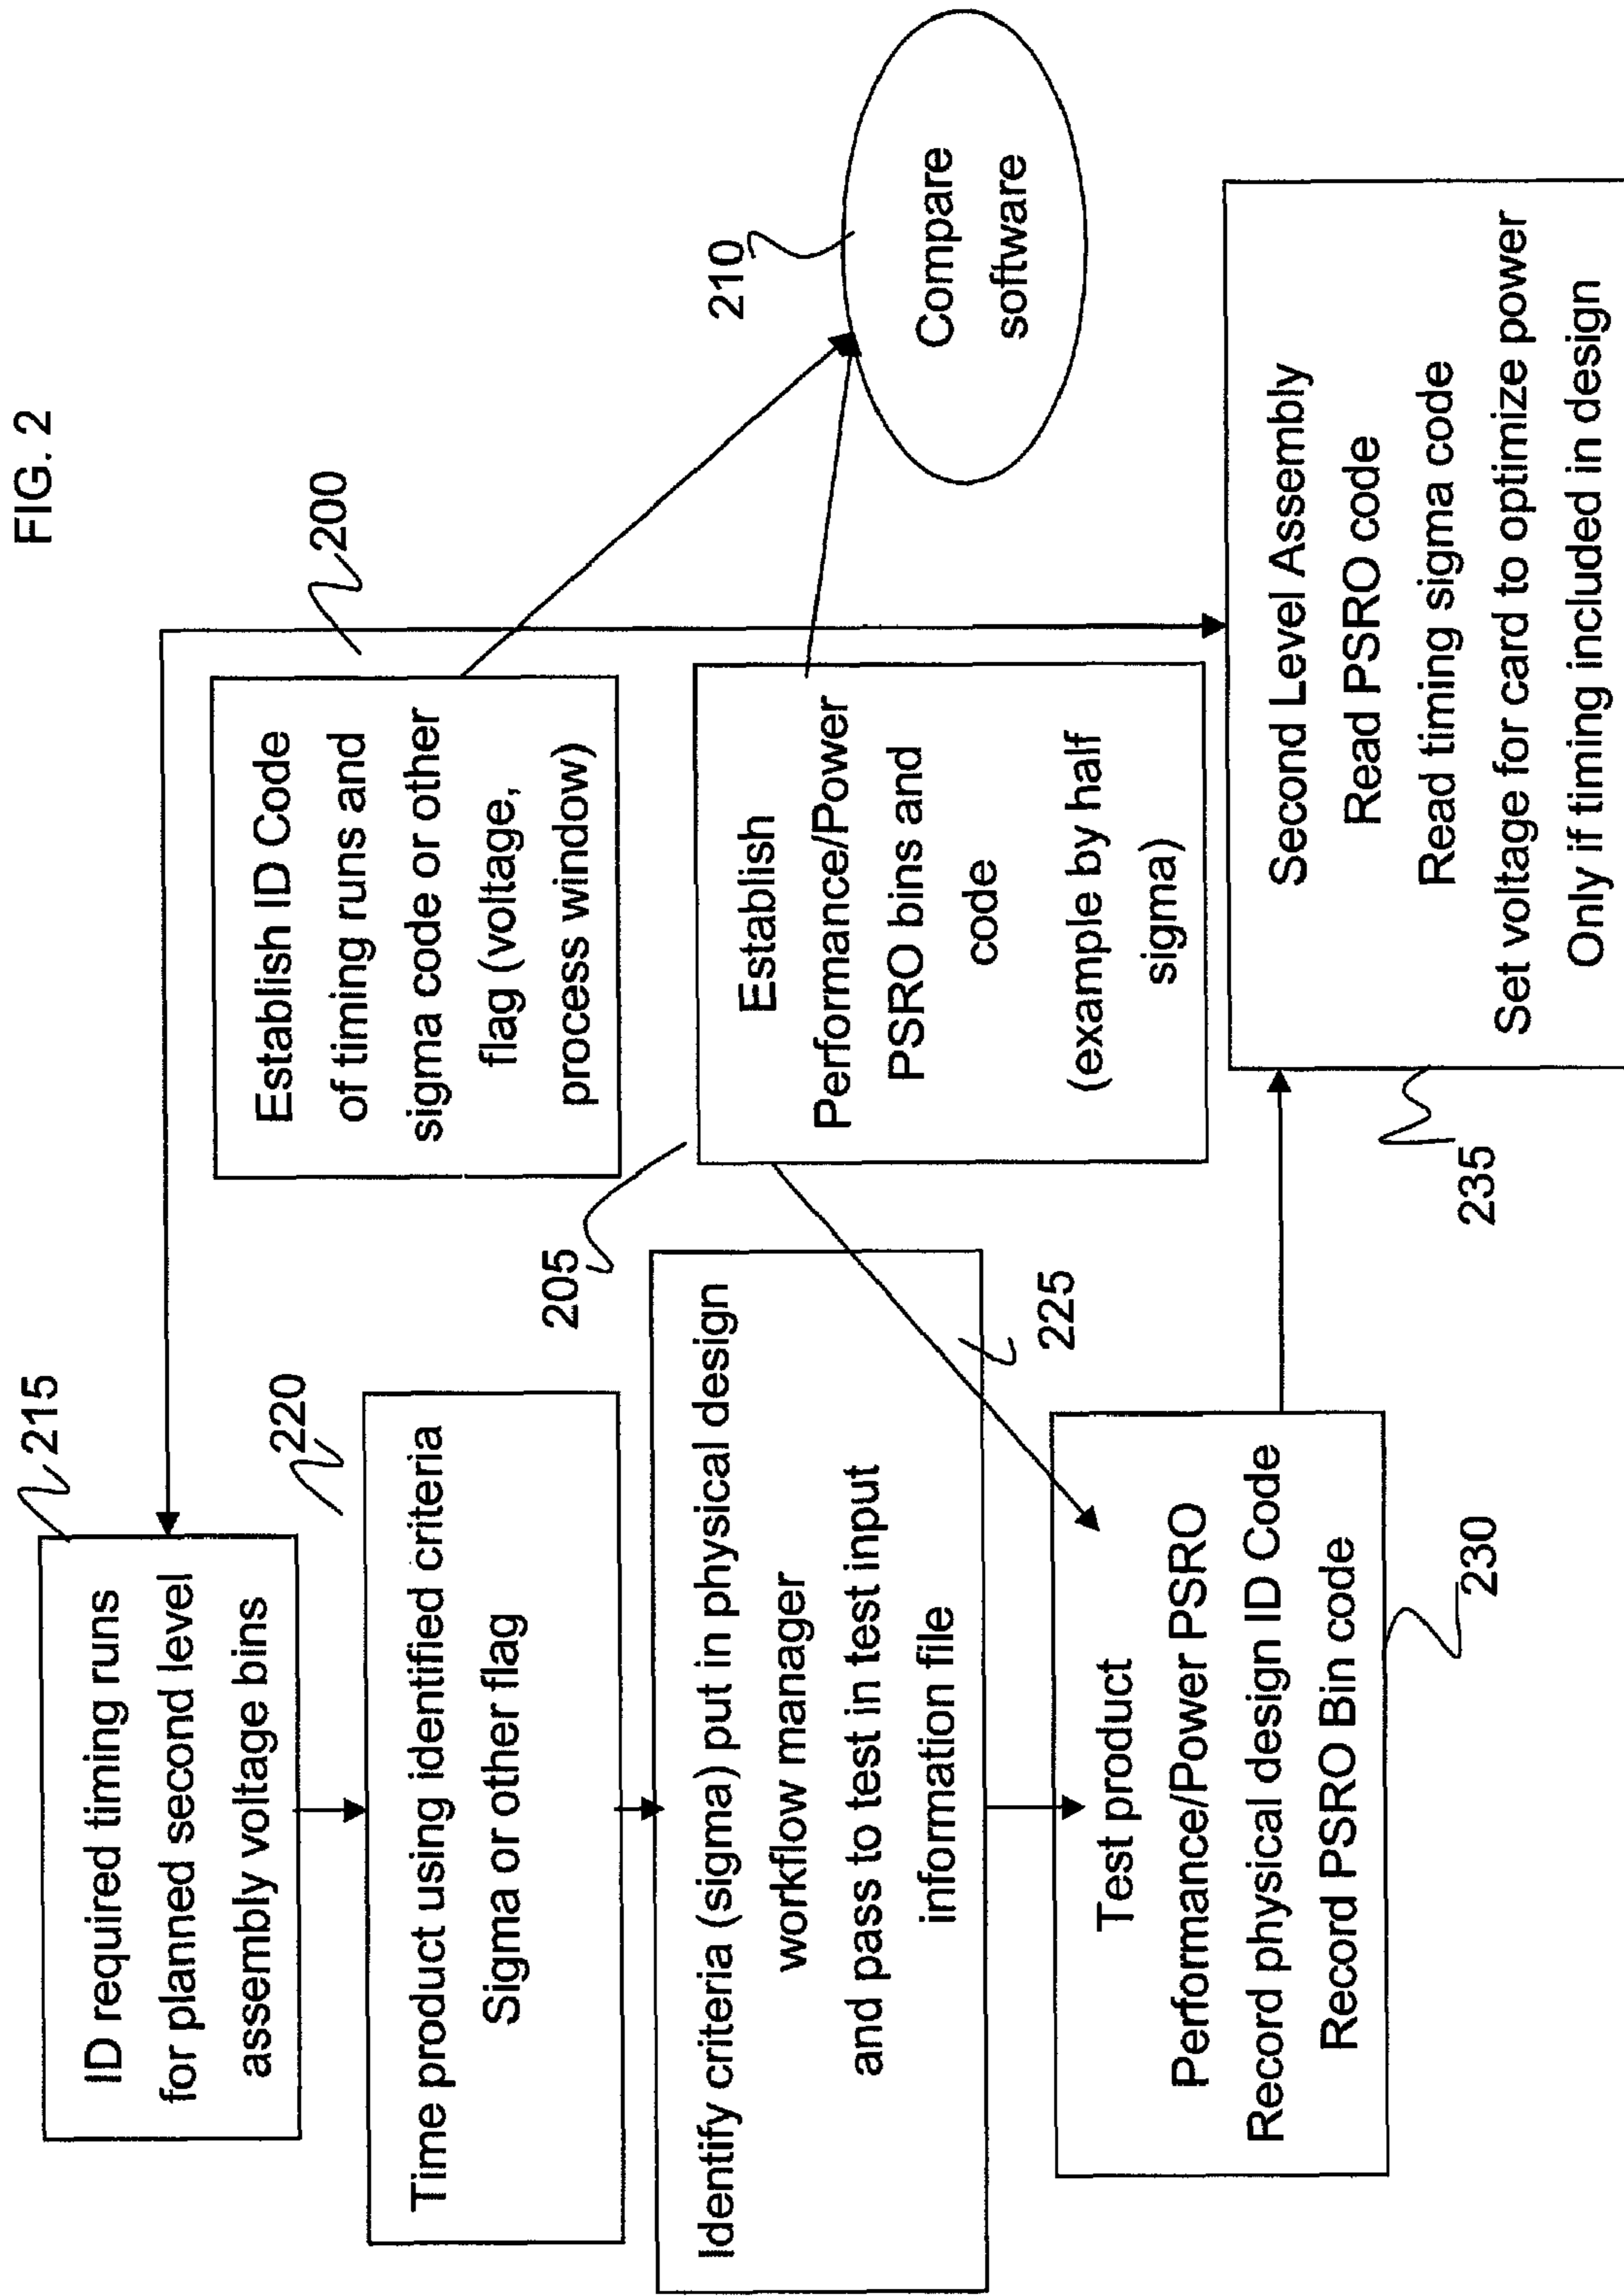 FIG. 2
215
ID required timing runs
for planned second level
assembly voltage bins
220
Time product using identified criteria
Sigma or other flag
Identify criteria (sigma) put in physical design
workflow manager
and pass to test in test input
information file
225
Test product
Performance/Power PSRO
Record physical design ID Code
Record PSRO Bin code
230
200
Establish ID Code
of timing runs and
sigma code or other
flag (voltage,
process window)
205
Establish
Performance/Power
PSRO bins and
code
(example by half
sigma)
210
Compare
software
Second Level Assembly
Read PSRO code
Read timing sigma code
Set voltage for card to optimize power
Only if timing included in design
235